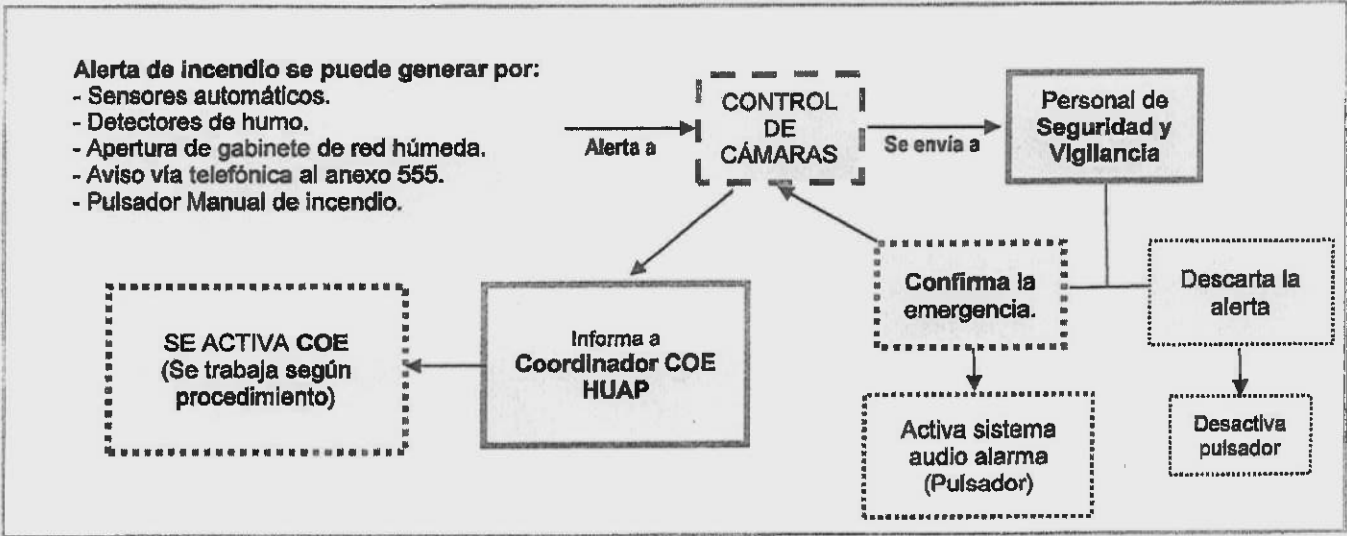 Alerta de incendio se puede generar por:
- Sensores automáticos.
- Detectores de humo.
- Apertura de gabinete de red húmeda.
- Aviso vía telefónica al anexo 555.
- Pulsador Manual de incendio.
Alerta a
CONTROL
DE
CÁMARAS
Se envía a
Personal de
Seguridad y
Vigilancia
Confirma la
emergencia.
Descarta la
alerta
SE ACTIVA COE
(Se trabaja según
procedimiento)
Informa a
Coordinador COE
HUAP
Activa sistema
audio alarma
(Pulsador)
Desactiva
pulsador